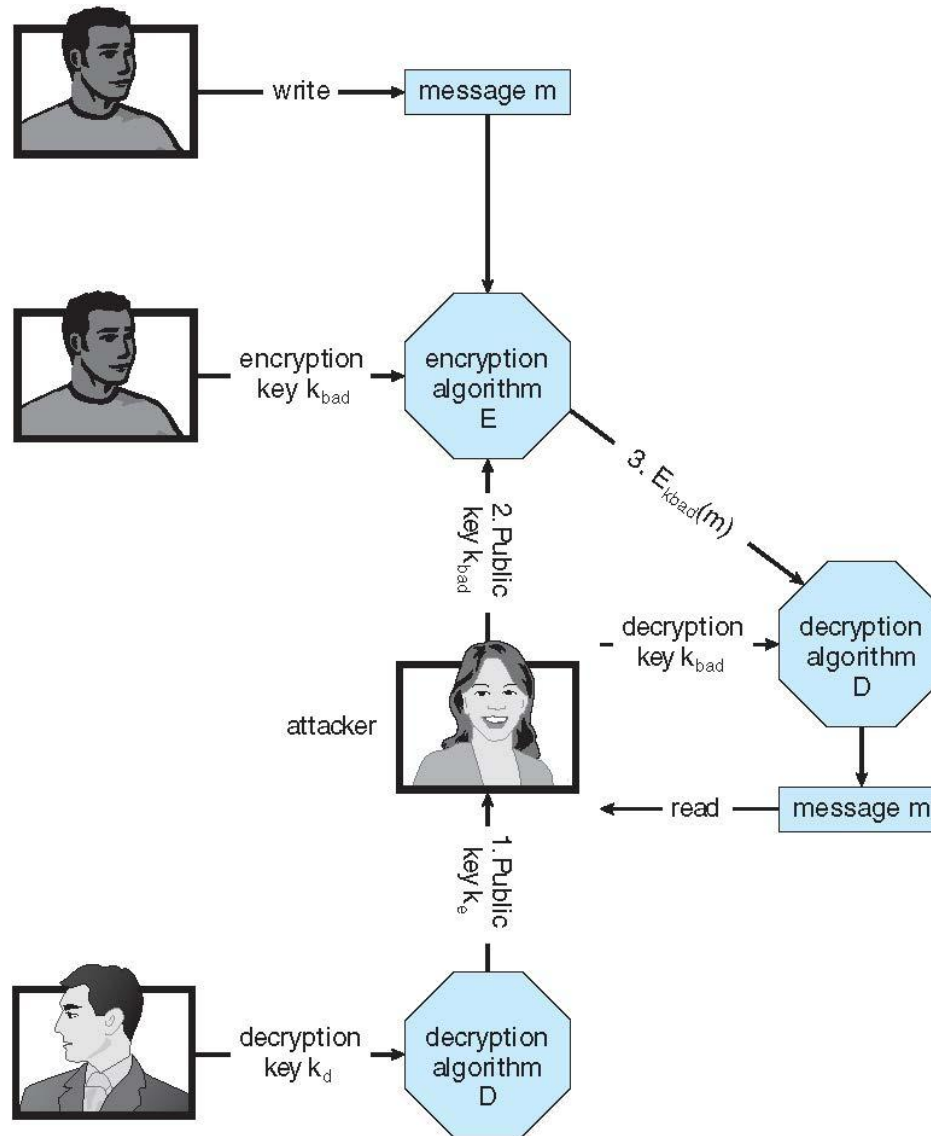 write
message m
encryption
key k_bad
encryption
algorithm
E
3. E_kbad(m)
2. Public
key k_bad
decryption
key k_bad
decryption
algorithm
D
attacker
read
message m
1. Public
key k_e
decryption
key k_d
decryption
algorithm
D